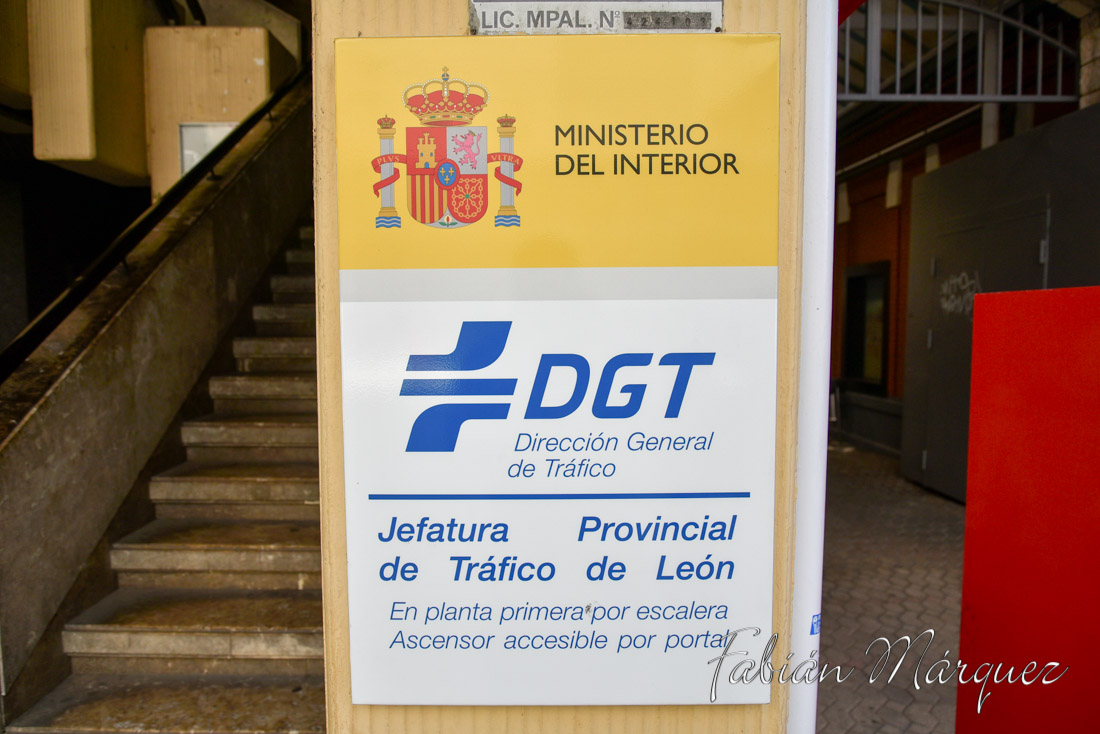 LIC. MPAL. Nº
MINISTERIO
DEL INTERIOR
PLVS VLTRA
DGT
Dirección General
de Tráfico
Jefatura Provincial
de Tráfico de León
En planta primera por escalera
Ascensor accesible por portal
Fabián Márquez